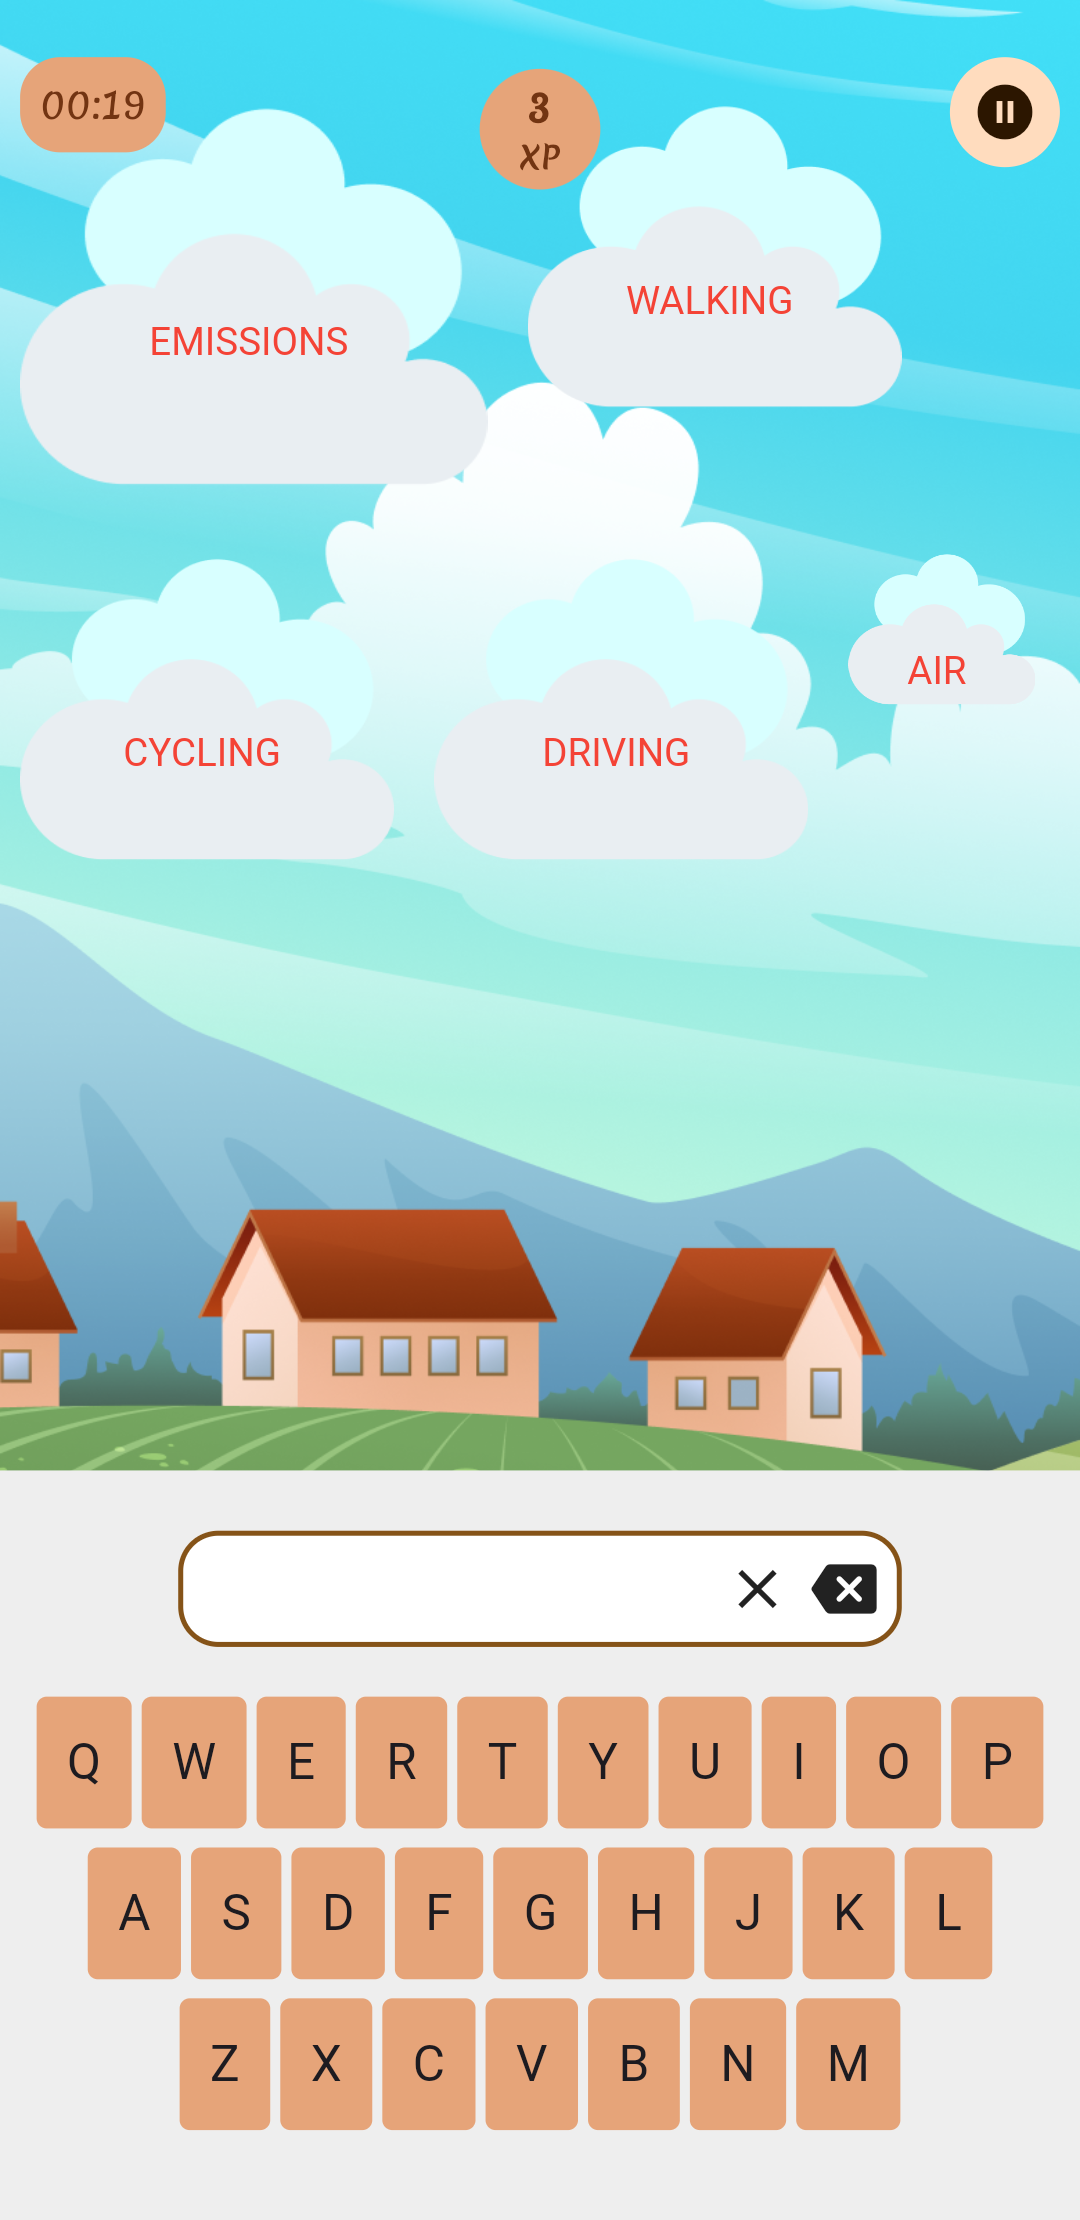 00:19
3
XP
EMISSIONS
WALKING
AIR
CYCLING
DRIVING
Q W E R T Y U I O P
A S D F G H J K L
Z X C V B N M